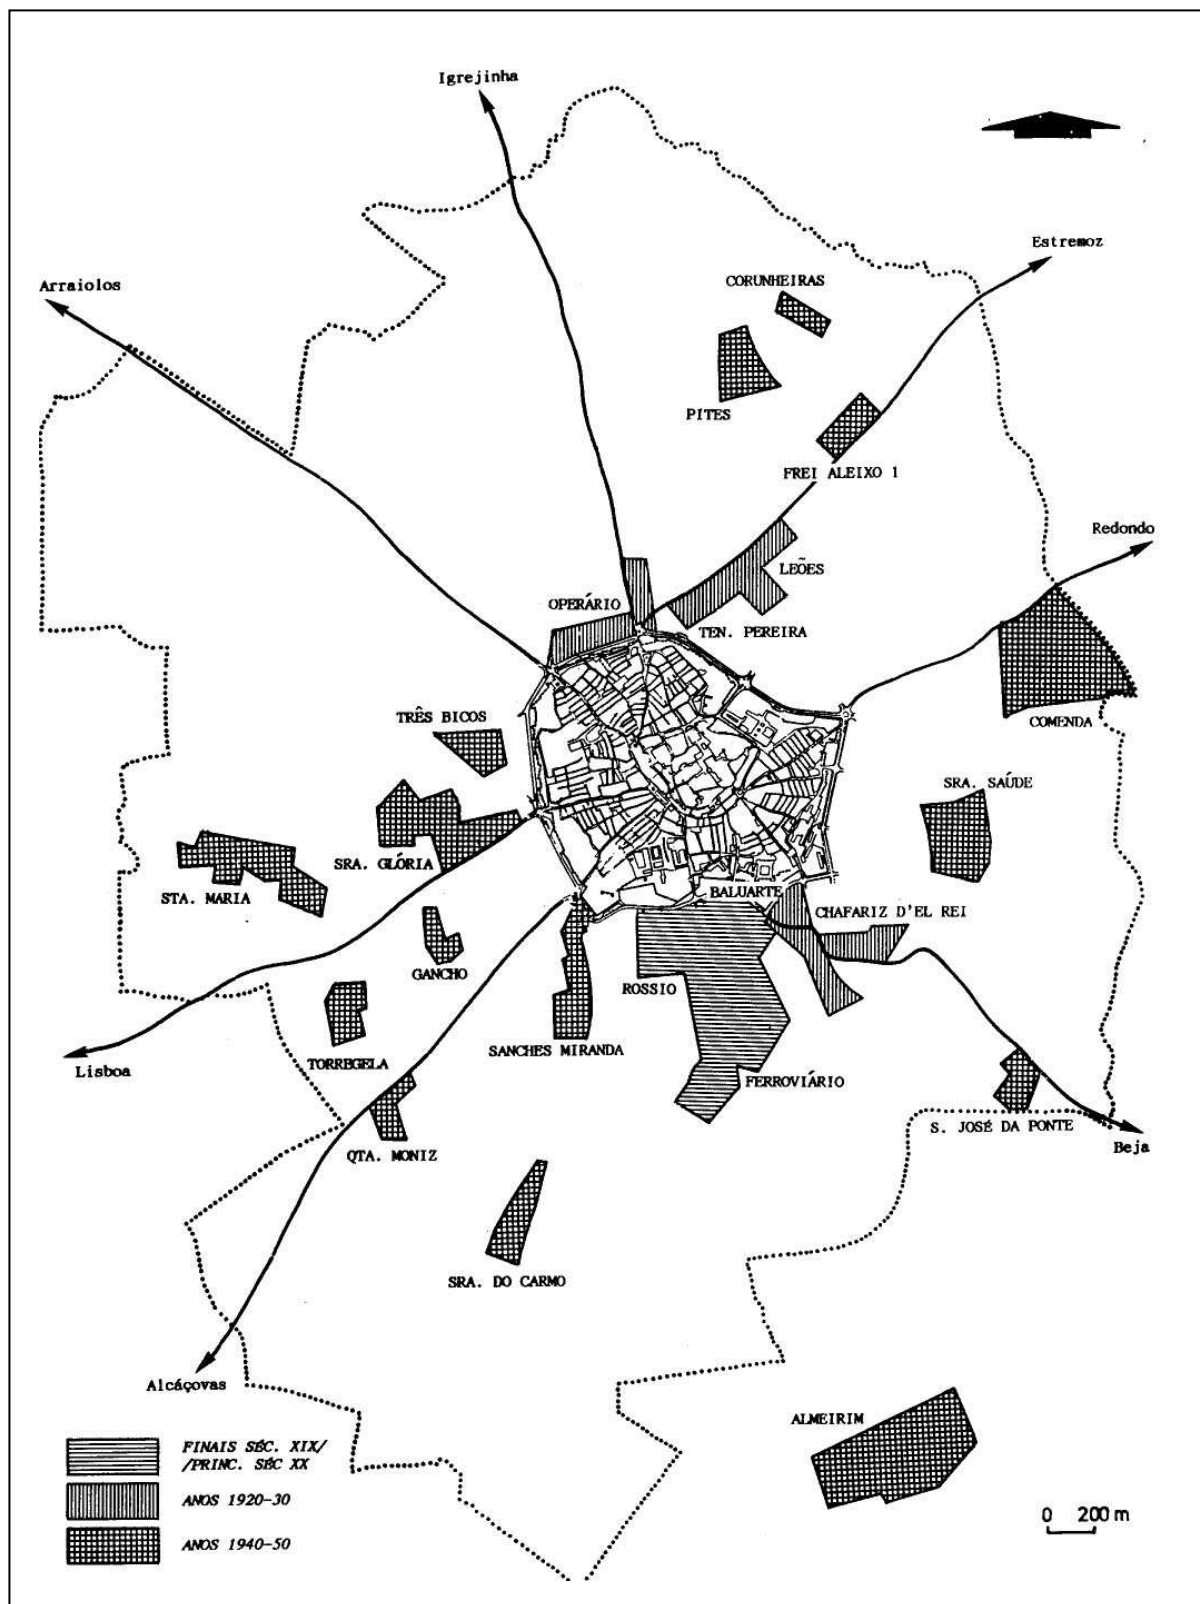 Igrejinha
Estremoz
CORUNHEIRAS
Arraiolos
PITES
FREI ALEIXO 1
Redondo
LEÕES
OPERÁRIO
TEN. PEREIRA
TRÊS BICOS
COMENDA
SRA. SAÚDE
SRA. GLÓRIA
STA. MARIA
BALUARTE
CHAFARIZ D'EL REI
GANCHO
ROSSIO
SANCHES MIRANDA
TORREGELA
Lisboa
FERROVIÁRIO
S. JOSÉ DA PONTE
QTA. MONIZ
Beja
SRA. DO CARMO
Alcáçovas
ALMEIRIM
FINAIS SÉC. XIX/
/PRINC. SÉC XX
ANOS 1920-30
ANOS 1940-50
0 200 m